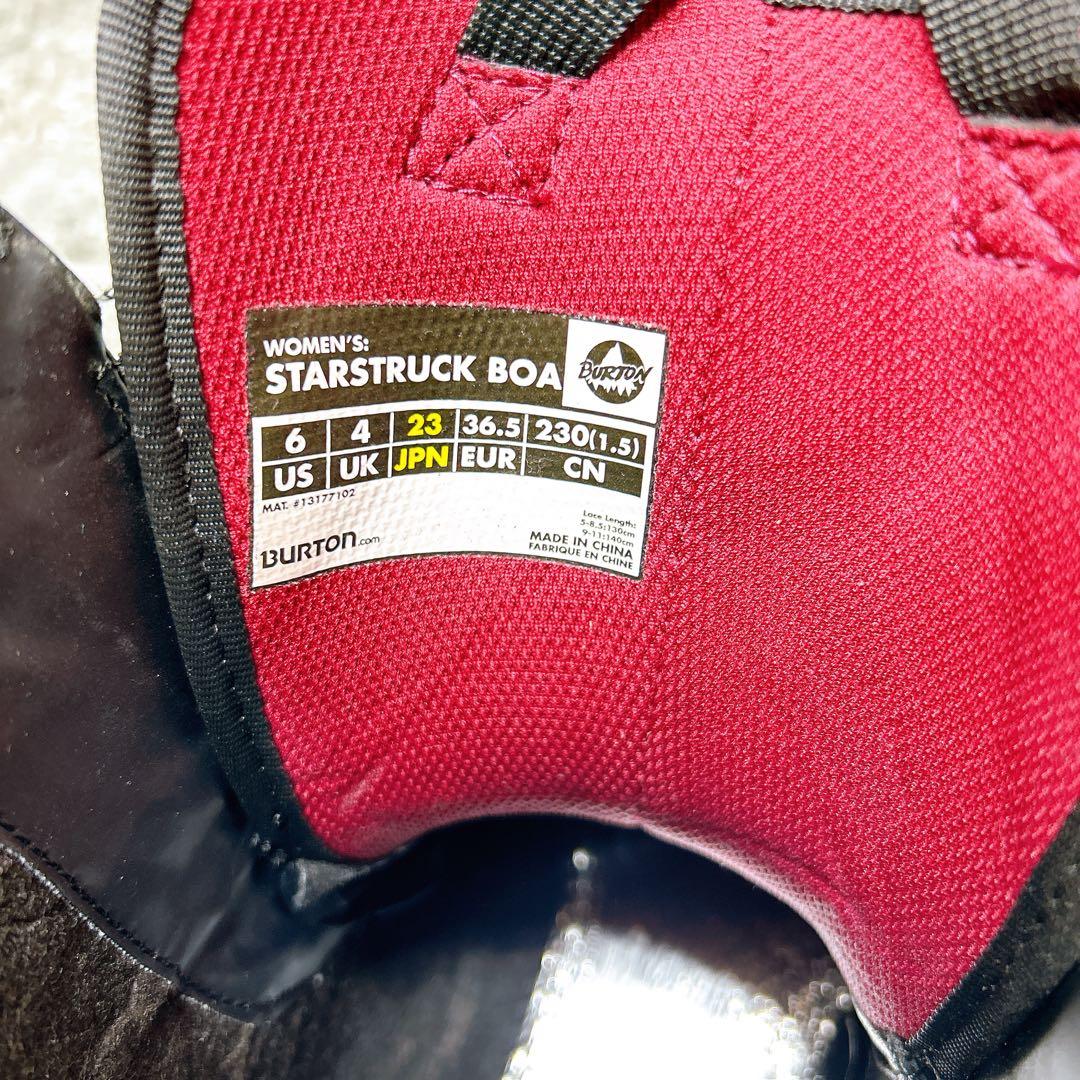 WOMEN'S:
STARSTRUCK BOA
BURTON
6 4 23 36.5 230(1.5)
US UK JPN EUR CN
MAT. #13177102
Lace Length:
5-8.5:130cm
9-11:140cm
BURTON.com
MADE IN CHINA
FABRIQUE EN CHINE